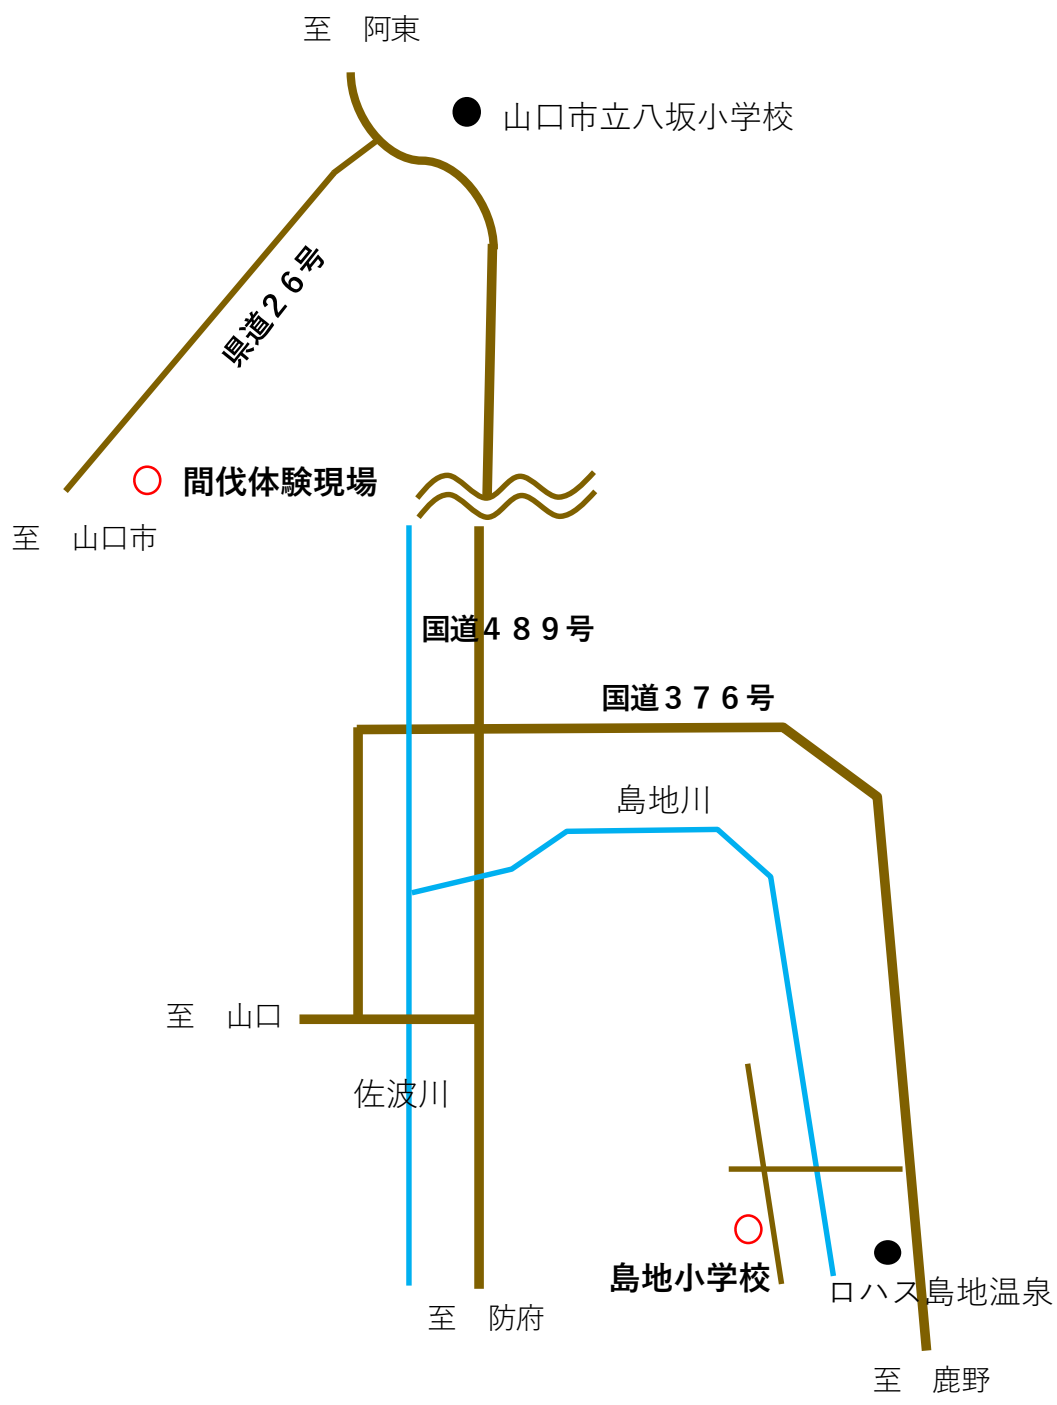 至　阿東
山口市立八坂小学校
県道２６号
間伐体験現場
至　山口市
国道４８９号
国道３７６号
島地川
至　山口
佐波川
島地小学校
ロハス島地温泉
至　防府
至　鹿野